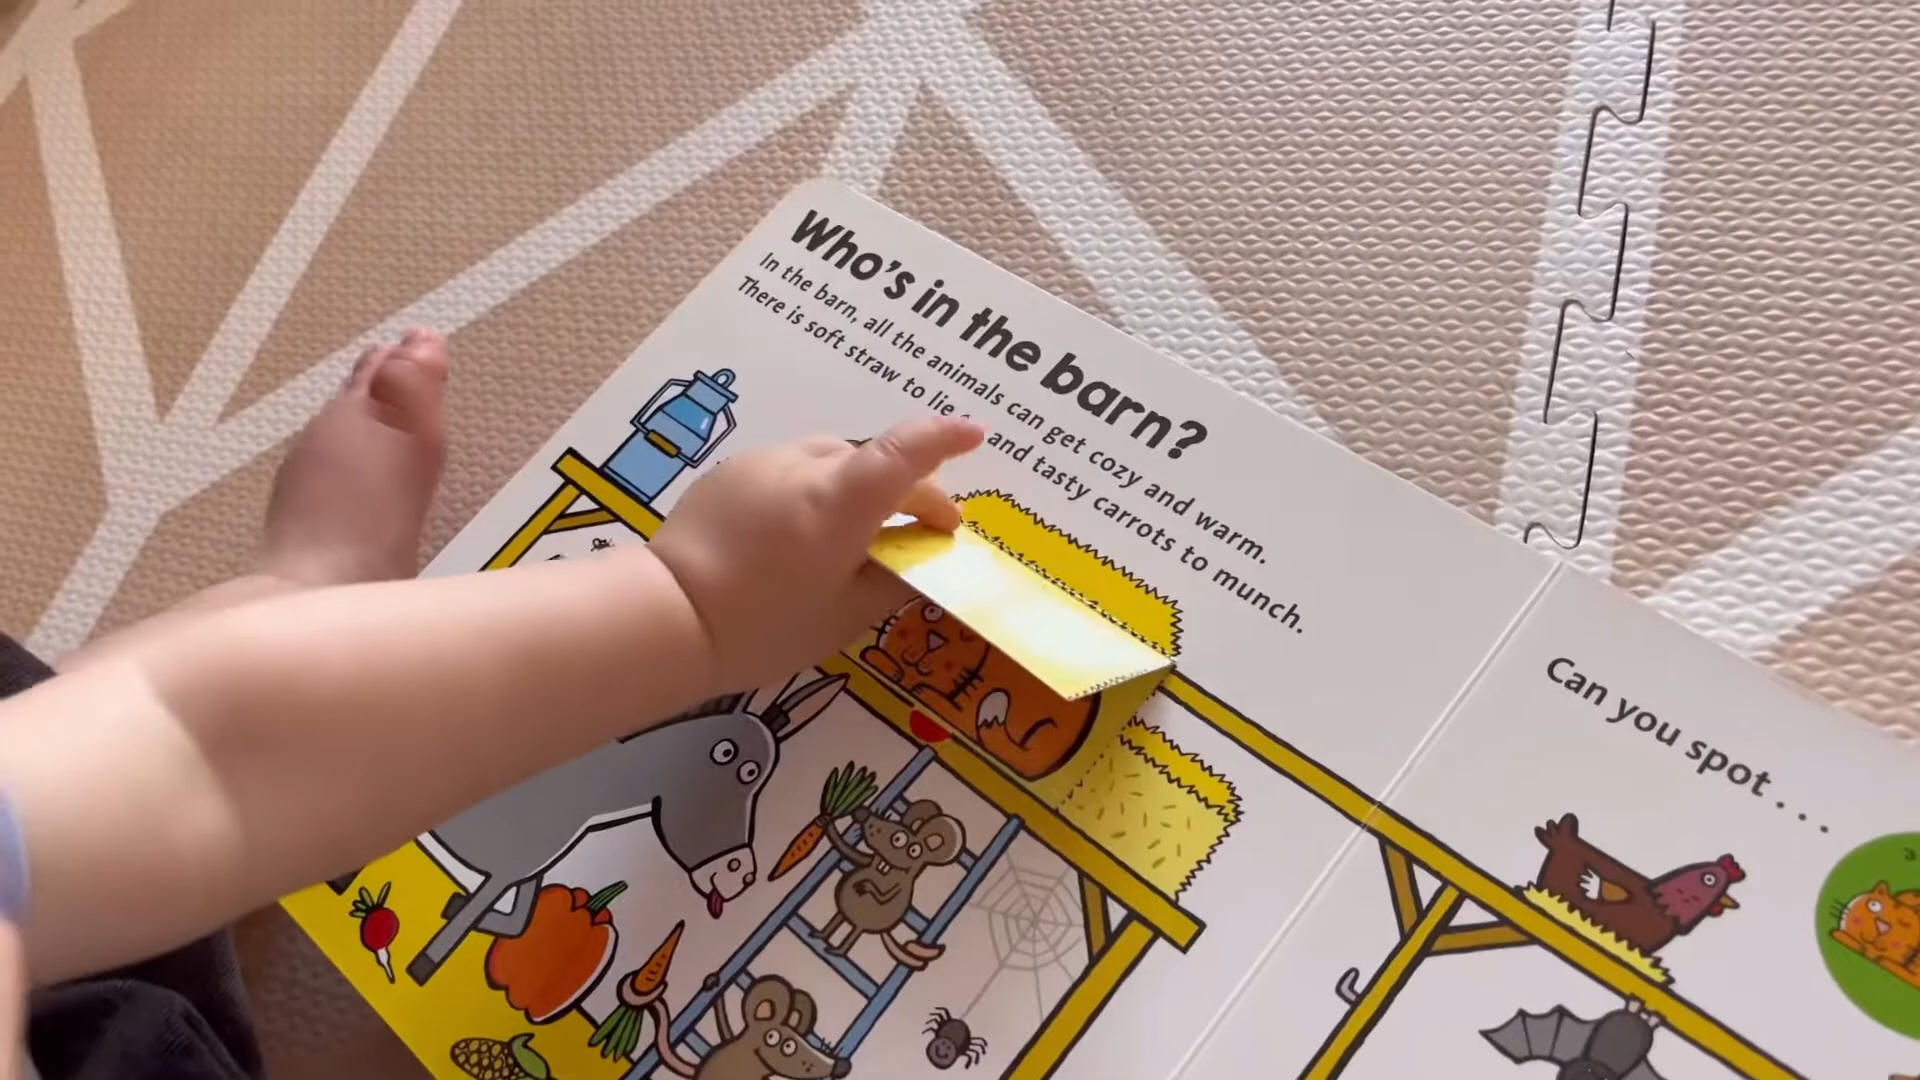 Who's in the barn?
In the barn, all the animals can get cozy and warm.
There is soft straw to lie and tasty carrots to munch.
Can you spot . . . .
3